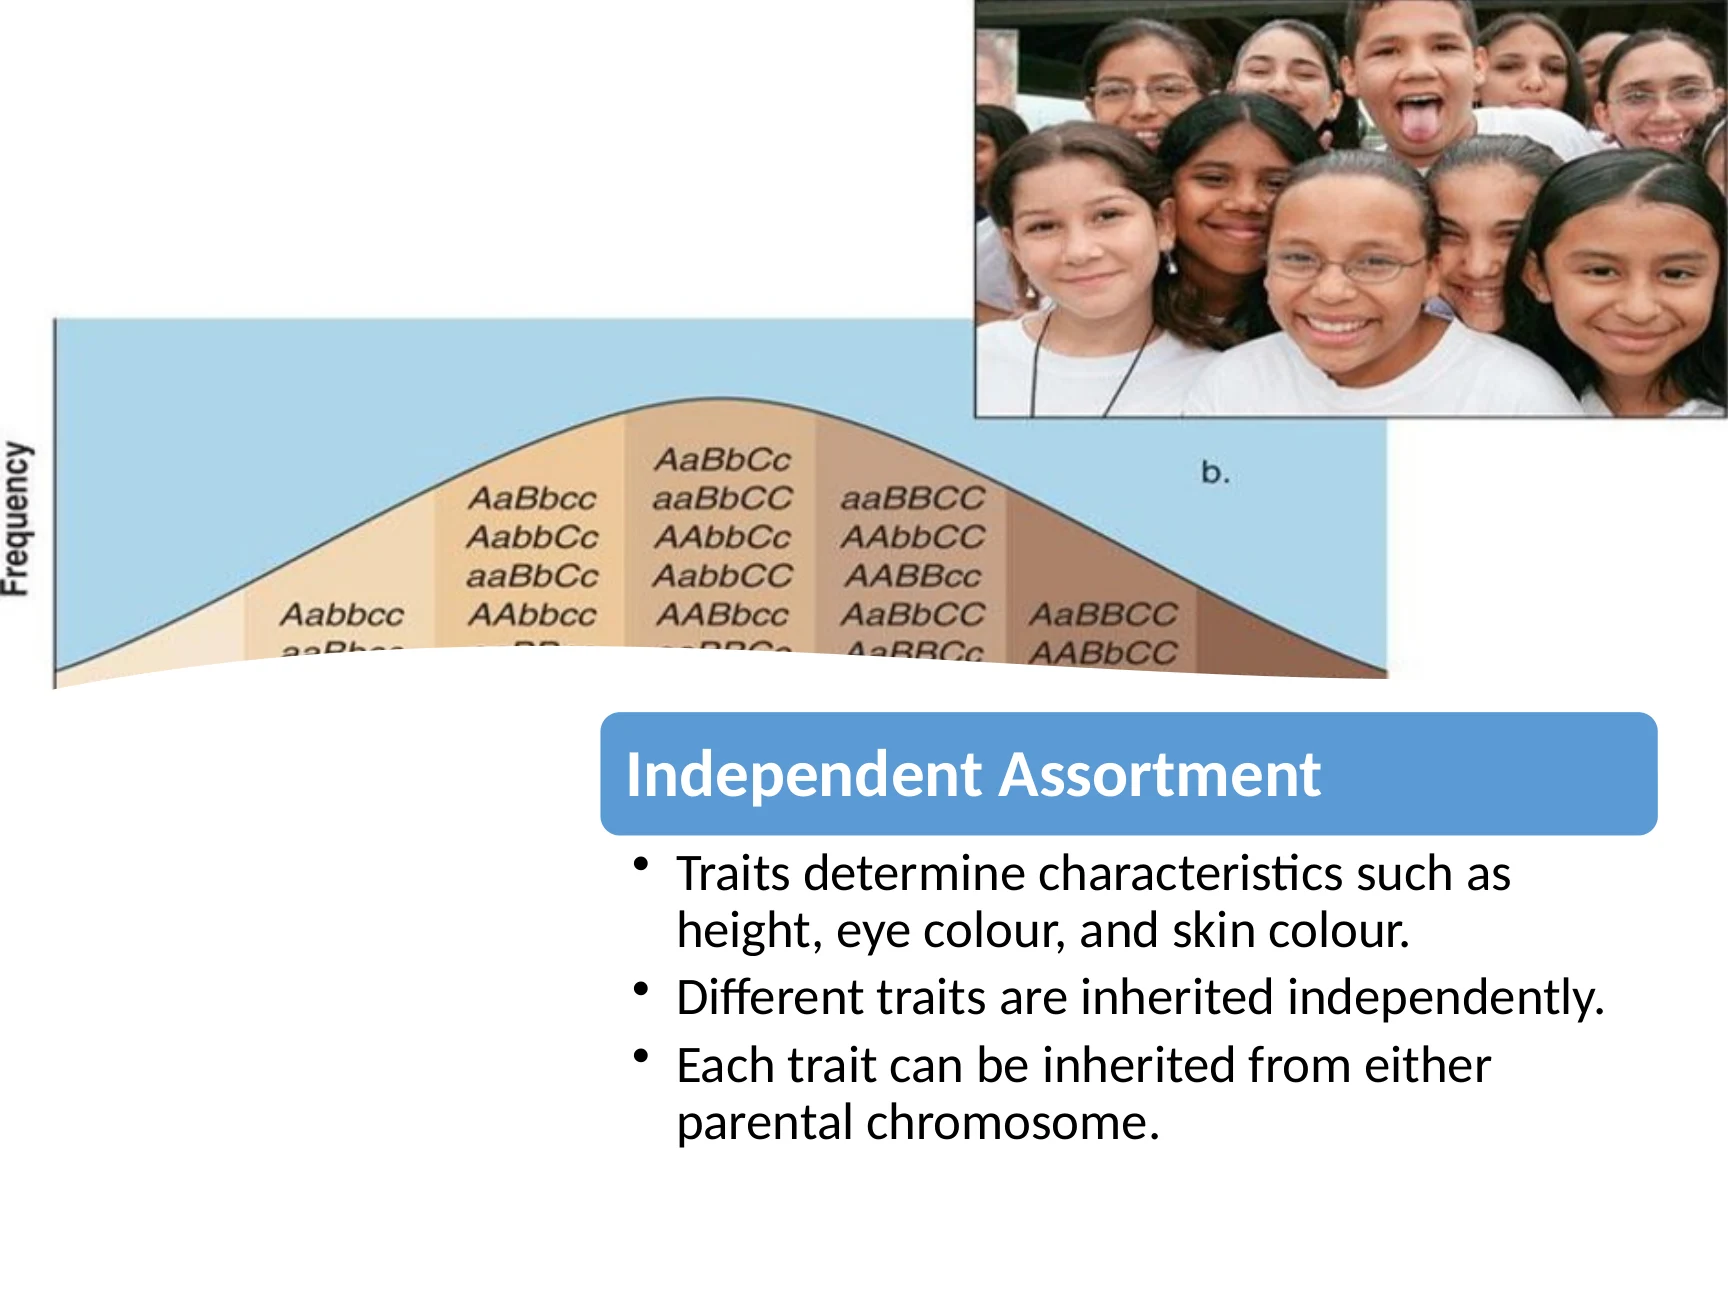 Frequency
b.
AaBbCc
AaBbcc aaBbCC aaBBCC
AabbCc AAbbCc AAbbCC
aaBbCc AabbCC AABBcc
Aabbcc AAbbcc AABbcc AaBbCC AaBBCC
AaBBCc AABbCC
Independent Assortment
• Traits determine characteristics such as
height, eye colour, and skin colour.
• Different traits are inherited independently.
• Each trait can be inherited from either
parental chromosome.